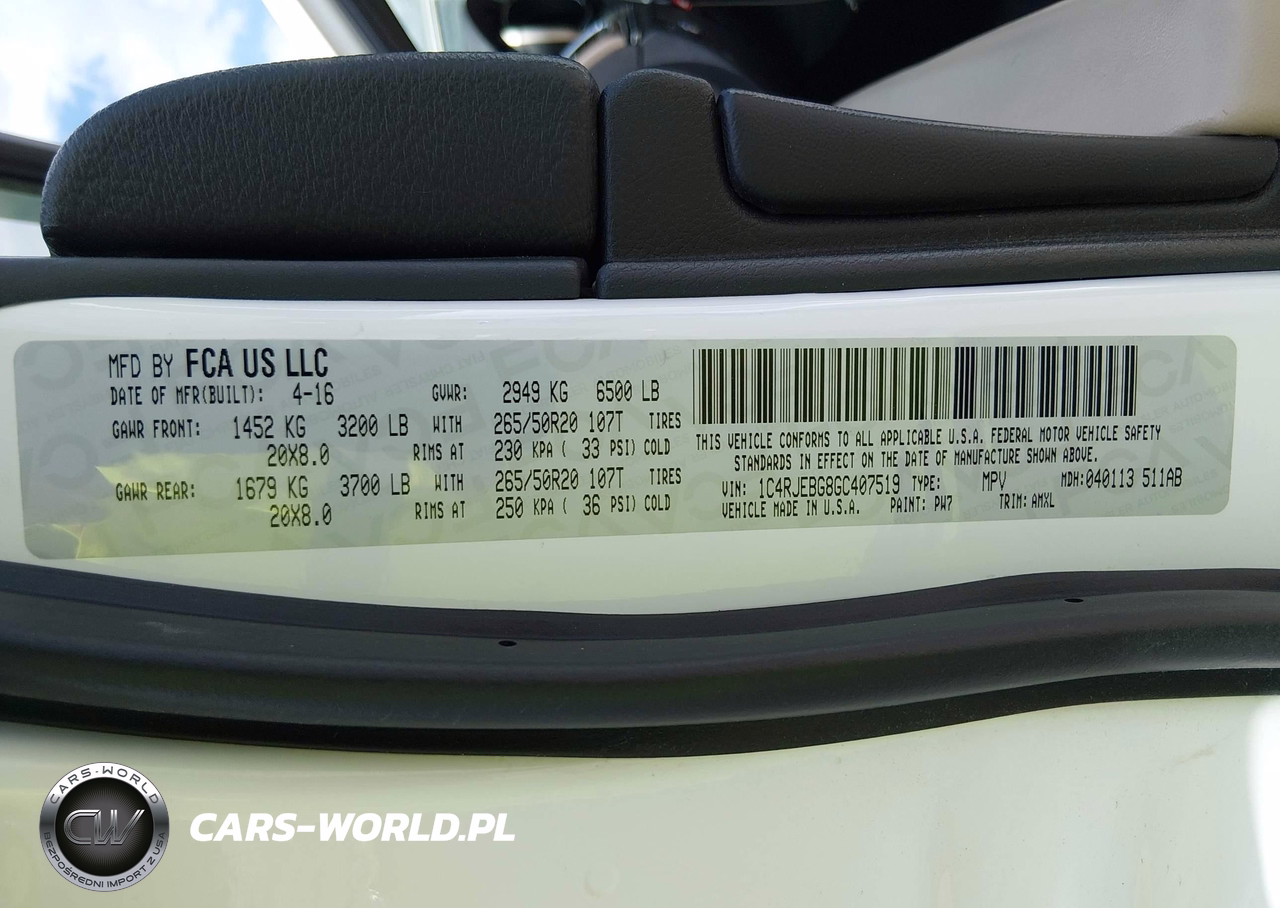 MFD BY FCA US LLC
DATE OF MFR(BUILT): 4-16 GVWR: 2949 KG 6500 LB
GAWR FRONT: 1452 KG 3200 LB WITH 265/50R20 107T TIRES
20X8.0 RIMS AT 230 KPA ( 33 PSI) COLD
GAWR REAR: 1679 KG 3700 LB WITH 265/50R20 107T TIRES
20X8.0 RIMS AT 250 KPA ( 36 PSI) COLD
THIS VEHICLE CONFORMS TO ALL APPLICABLE U.S.A. FEDERAL MOTOR VEHICLE SAFETY
STANDARDS IN EFFECT ON THE DATE OF MANUFACTURE SHOWN ABOVE.
VIN: 1C4RJEBG8GC407519 TYPE: MPV MDH:040113 511AB
VEHICLE MADE IN U.S.A. PAINT: PW7 TRIM: AMXL
CARS-WORLD
CW
BEZPOŚREDNI IMPORT Z USA
CARS-WORLD.PL